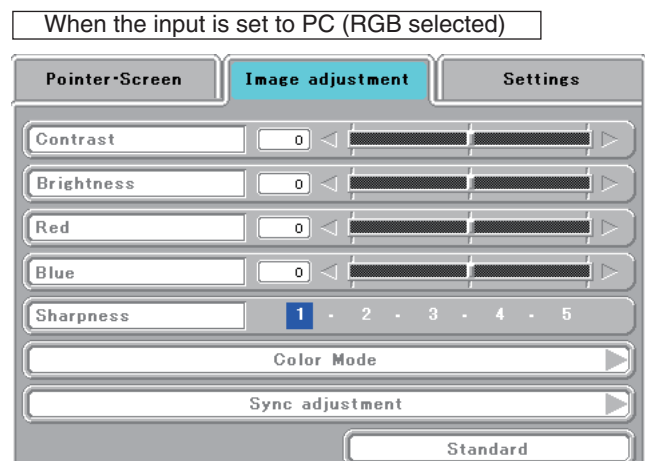 When the input is set to PC (RGB selected)
Pointer·Screen Image adjustment Settings
Contrast 0
Brightness 0
Red 0
Blue 0
Sharpness 1 - 2 - 3 - 4 - 5
Color Mode
Sync adjustment
Standard